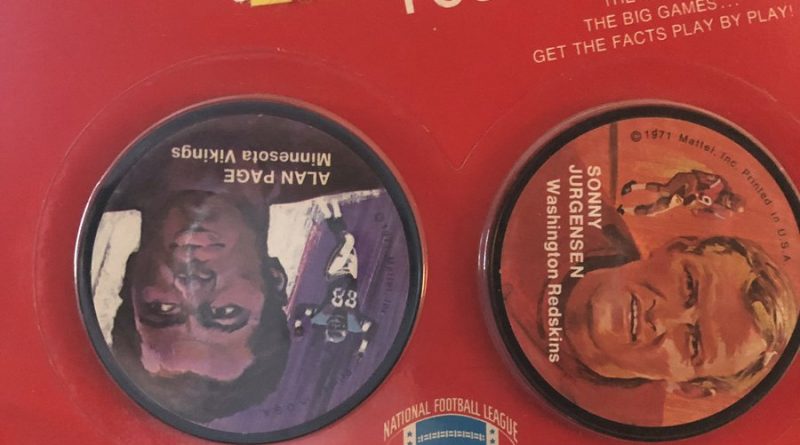 THE BIG GAMES...
GET THE FACTS PLAY BY PLAY!
ALAN PAGE
Minnesota Vikings
88
©1971 Mattel, Inc. Printed in U.S.A.
SONNY
JURGENSEN
Washington Redskins
9
NATIONAL FOOTBALL LEAGUE